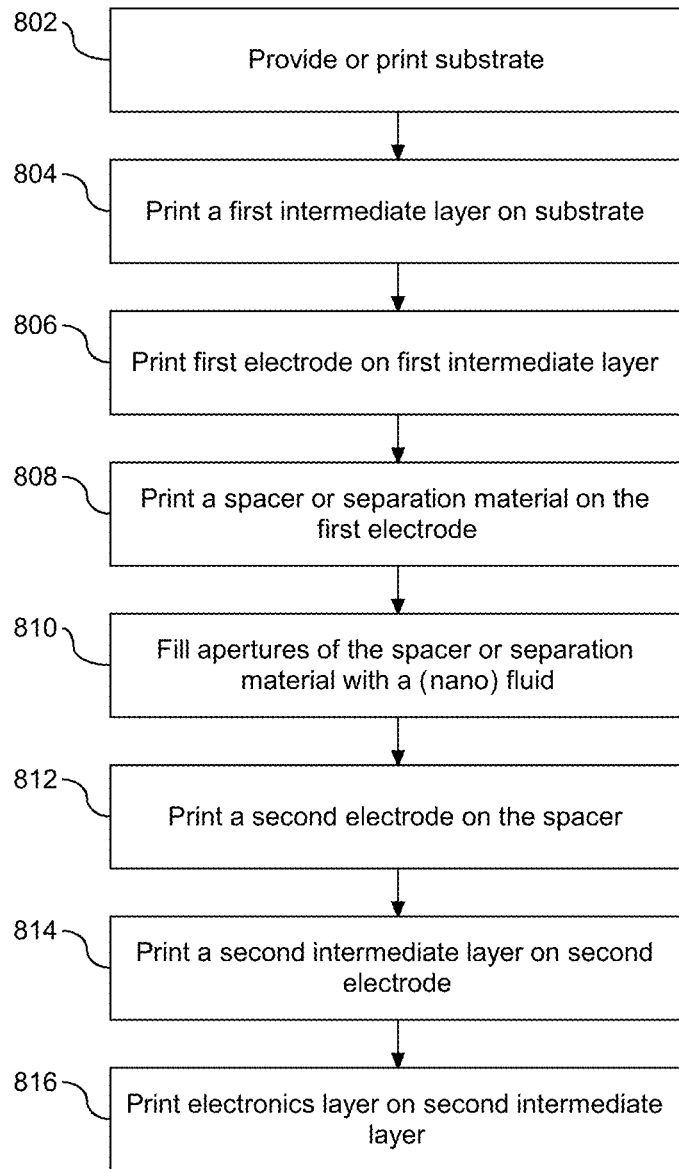 802
Provide or print substrate
804
Print a first intermediate layer on substrate
806
Print first electrode on first intermediate layer
808
Print a spacer or separation material on the
first electrode
810
Fill apertures of the spacer or separation
material with a (nano) fluid
812
Print a second electrode on the spacer
814
Print a second intermediate layer on second
electrode
816
Print electronics layer on second intermediate
layer